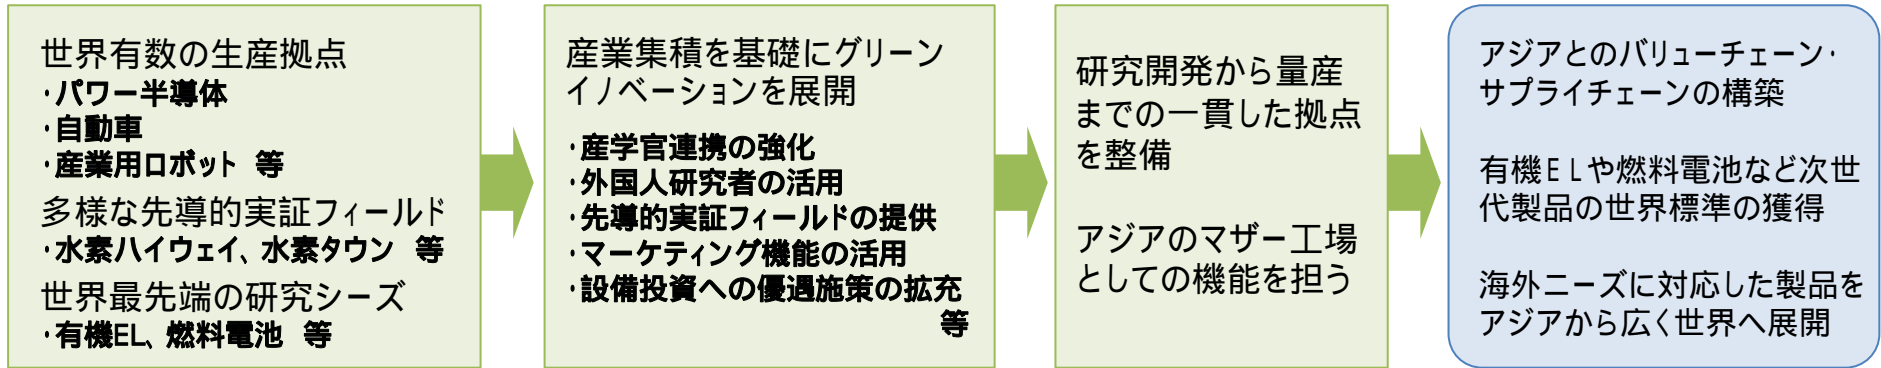 世界有数の生産拠点
・パワー半導体
・自動車
・産業用ロボット 等
多様な先導的実証フィールド
・水素ハイウェイ、水素タウン 等
世界最先端の研究シーズ
・有機EL、燃料電池 等
産業集積を基礎にグリーン
イノベーションを展開
・産学官連携の強化
・外国人研究者の活用
・先導的実証フィールドの提供
・マーケティング機能の活用
・設備投資への優遇施策の拡充
等
研究開発から量産
までの一貫した拠点
を整備
アジアのマザー工場
としての機能を担う
アジアとのバリューチェーン・
サプライチェーンの構築
有機ELや燃料電池など次世
代製品の世界標準の獲得
海外ニーズに対応した製品を
アジアから広く世界へ展開